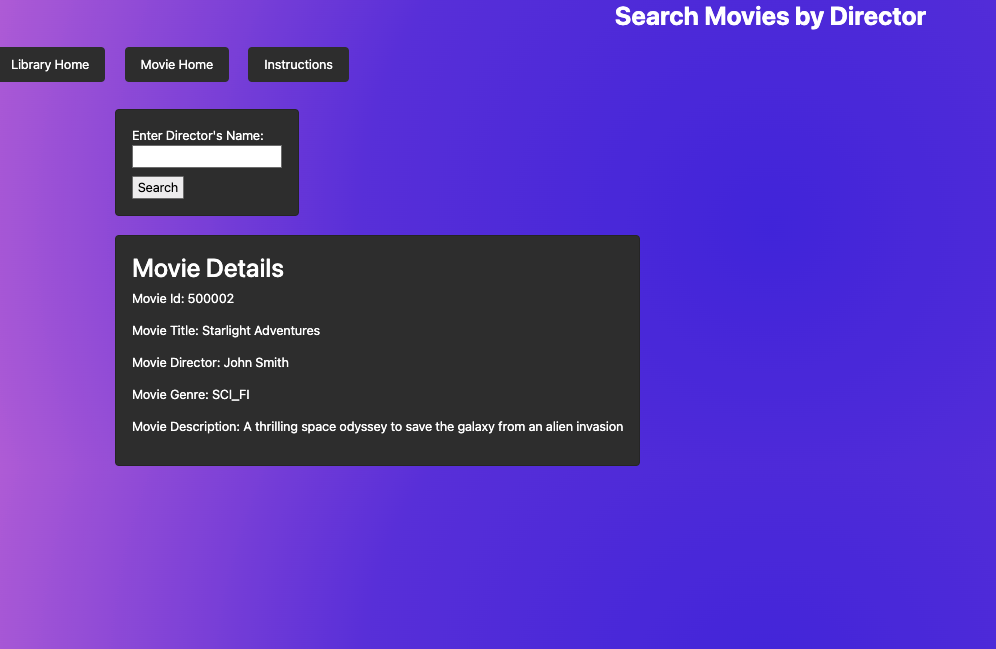 Search Movies by Director
Library Home
Movie Home
Instructions
Enter Director's Name:
Search
Movie Details
Movie Id: 500002
Movie Title: Starlight Adventures
Movie Director: John Smith
Movie Genre: SCI_FI
Movie Description: A thrilling space odyssey to save the galaxy from an alien invasion